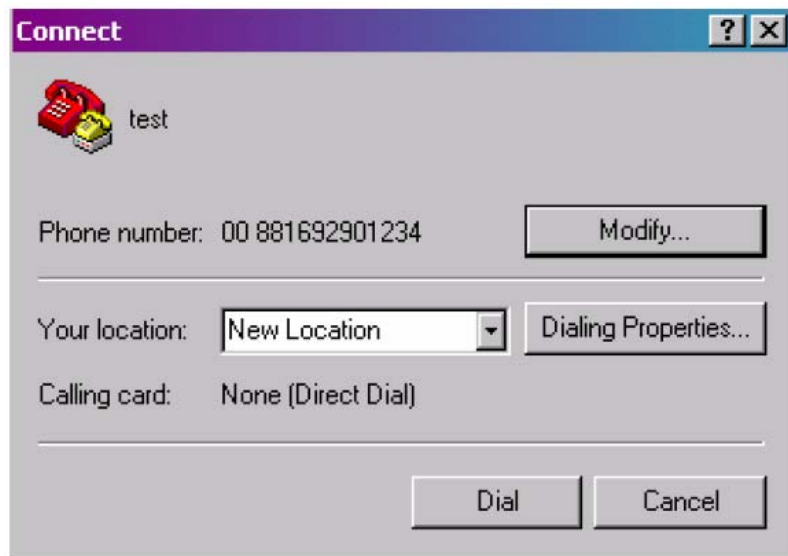 Connect
test
Phone number: 00 881692901234 Modify...
Your location: New Location Dialing Properties...
Calling card: None (Direct Dial)
Dial Cancel